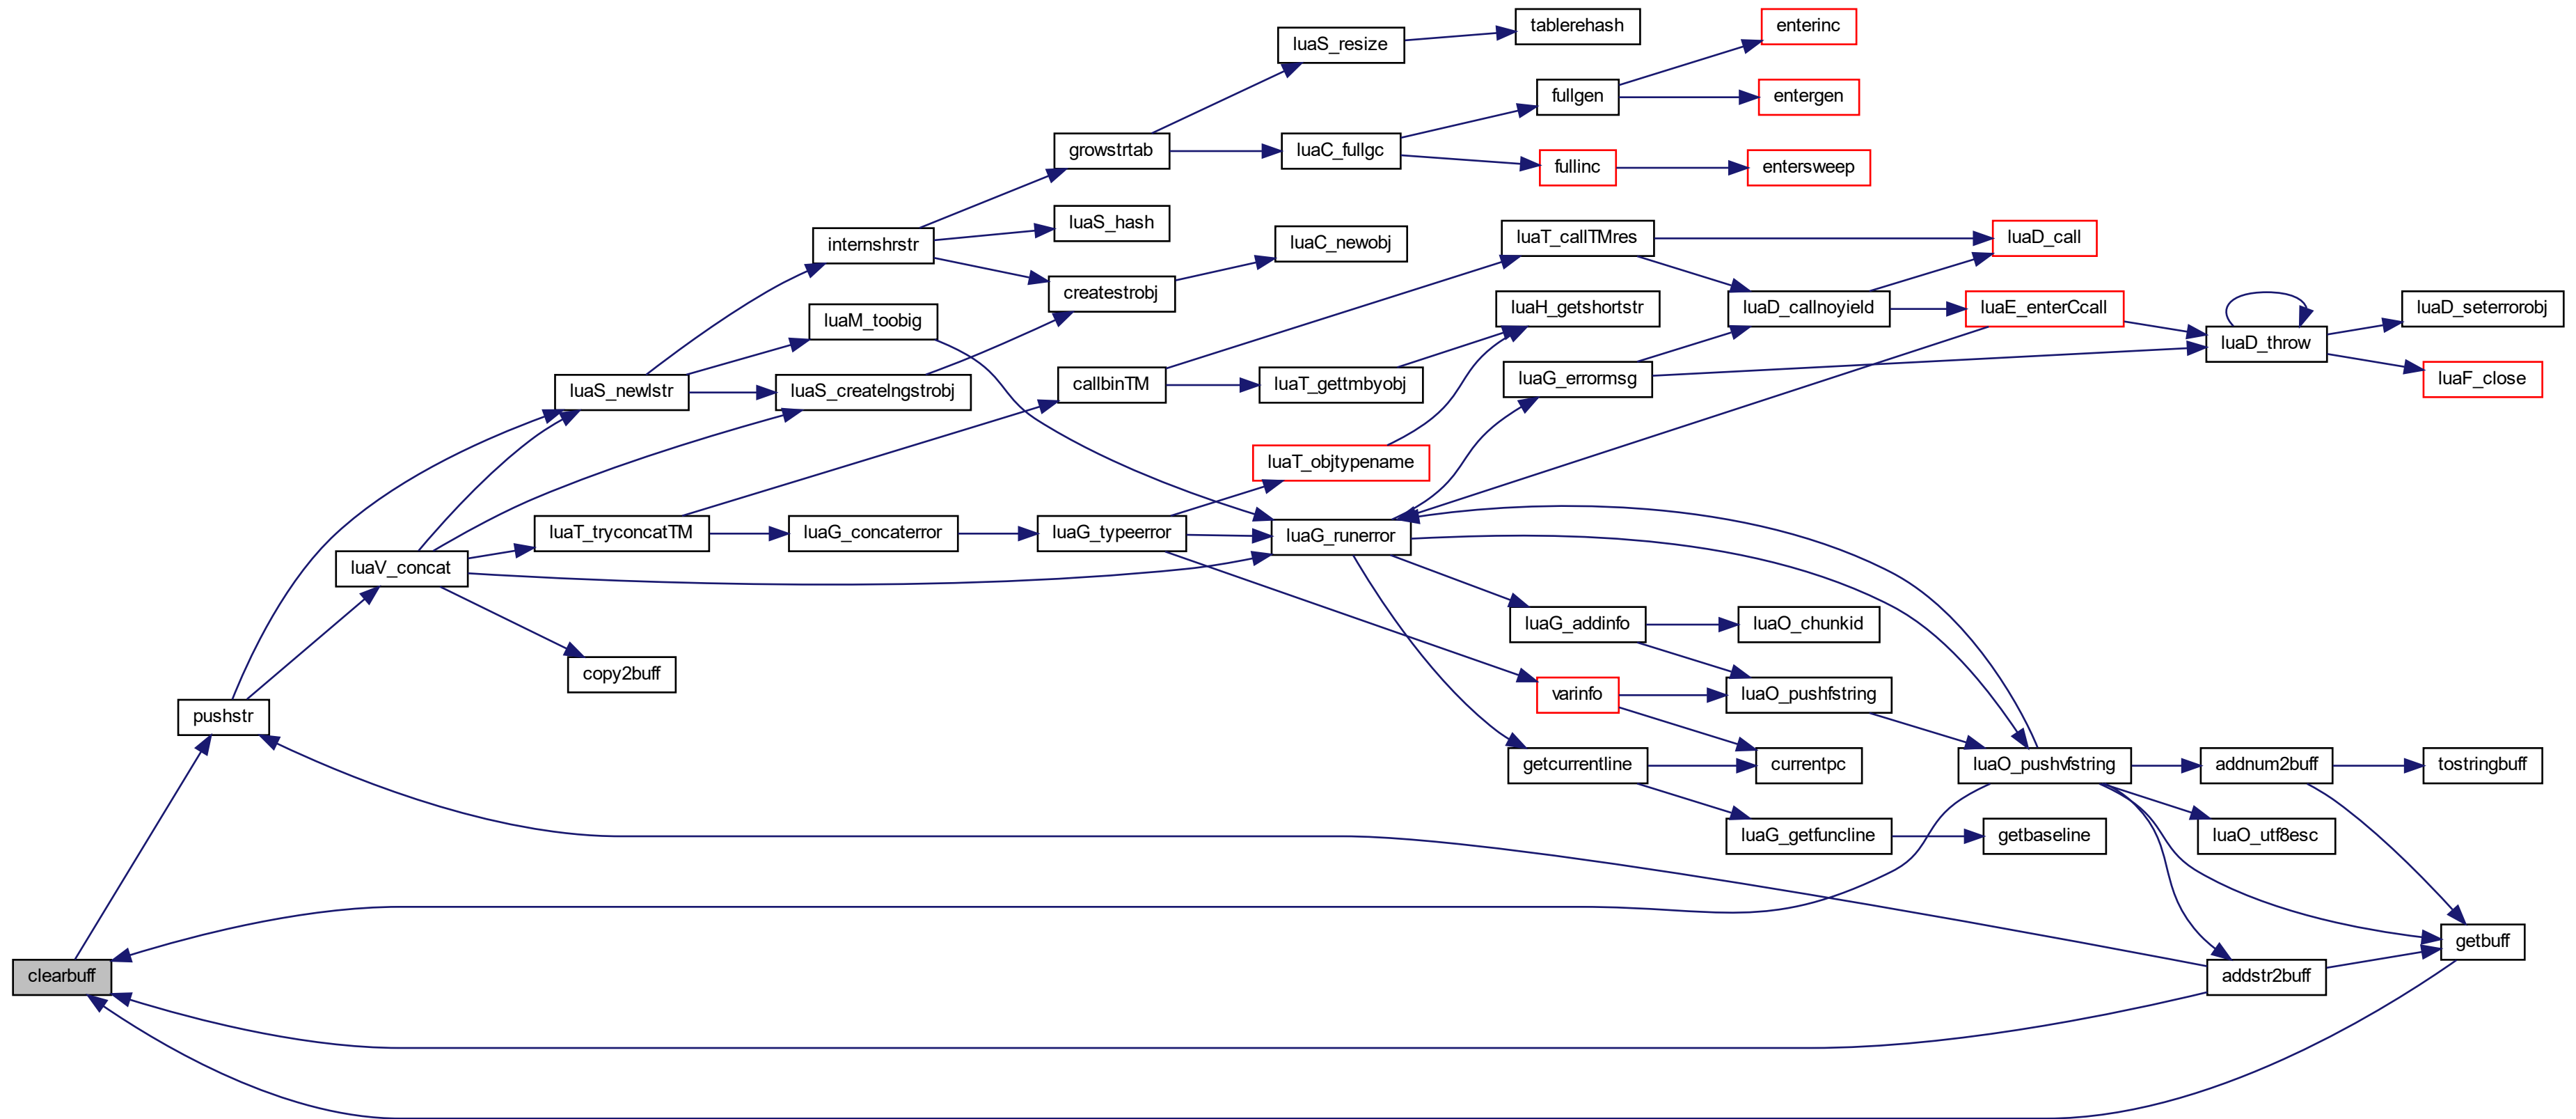 tablerehash
enterinc
luaS_resize
fullgen
entergen
growstrtab
luaC_fullgc
fullinc
entersweep
luaS_hash
internshrstr
luaC_newobj
luaT_callTMres
luaD_call
createstrobj
luaM_toobig
luaH_getshortstr
luaD_callnoyield
luaE_enterCcall
luaD_seterrorobj
luaD_throw
luaS_newlstr
luaS_createlngstrobj
callbinTM
luaT_gettmbyobj
luaG_errormsg
luaF_close
luaT_objtypename
luaT_tryconcatTM
luaG_concaterror
luaG_typeerror
luaG_runerror
luaV_concat
luaG_addinfo
luaO_chunkid
copy2buff
varinfo
luaO_pushfstring
pushstr
getcurrentline
currentpc
luaO_pushvfstring
addnum2buff
tostringbuff
luaG_getfuncline
getbaseline
luaO_utf8esc
getbuff
clearbuff
addstr2buff